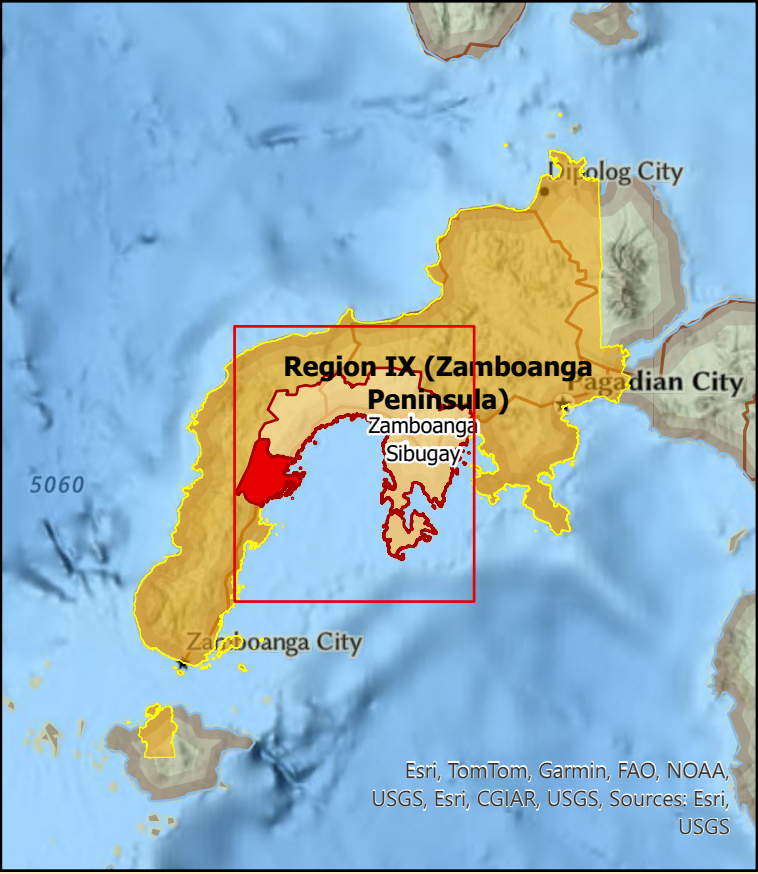 Dipolog City
Region IX (Zamboanga
Peninsula)
Pagadian City
Zamboanga
Sibugay
5060
Zamboanga City
Esri, TomTom, Garmin, FAO, NOAA,
USGS, Esri, CGIAR, USGS, Sources: Esri,
USGS